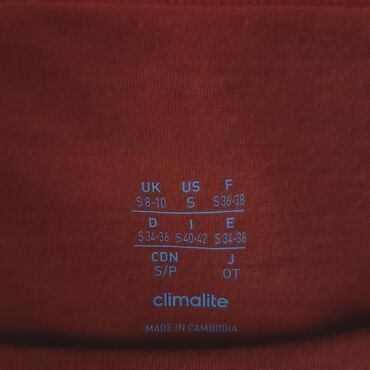 UK US F
S 8-10 S S 36-38
D I E
S 34-36 S 40-42 S 34-36
CDN J
S/P OT
climalite
MADE IN CAMBODIA